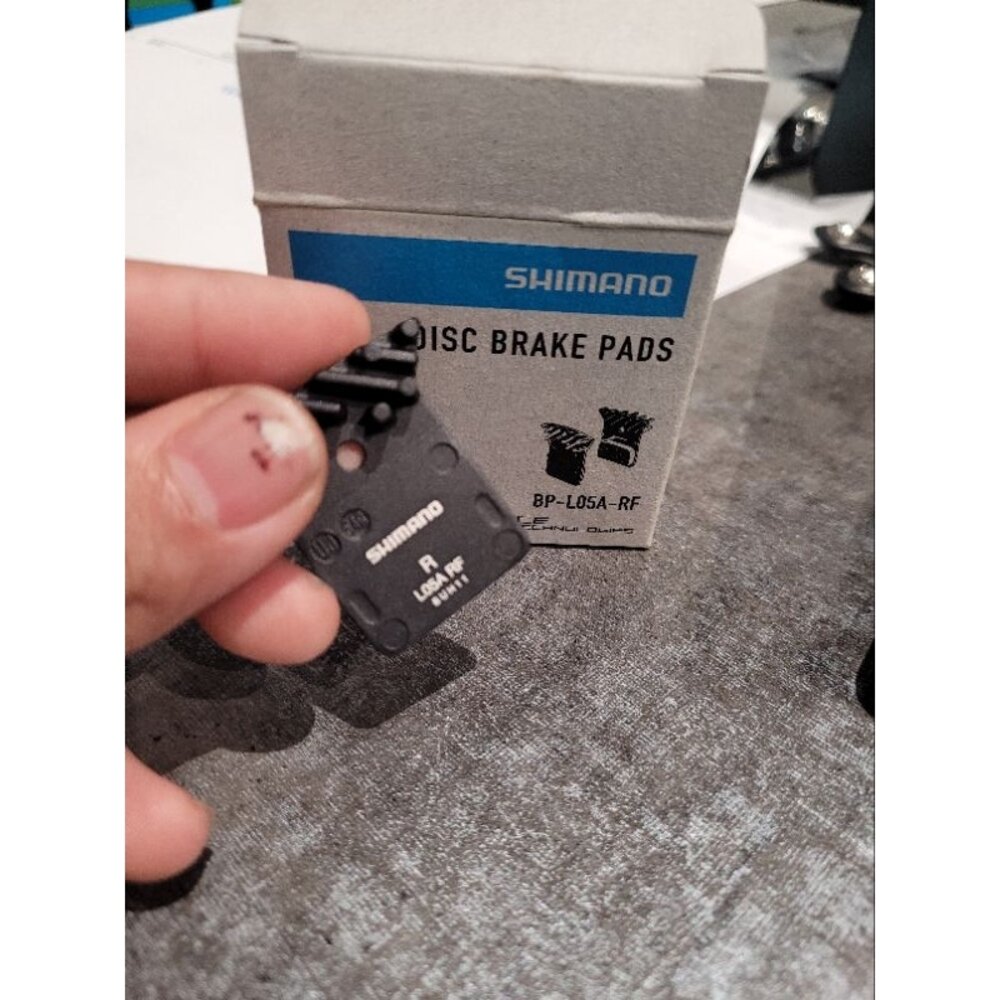 SHIMANO
DISC BRAKE PADS
BP-L05A-RF
SHIMANO
R
L05A RF